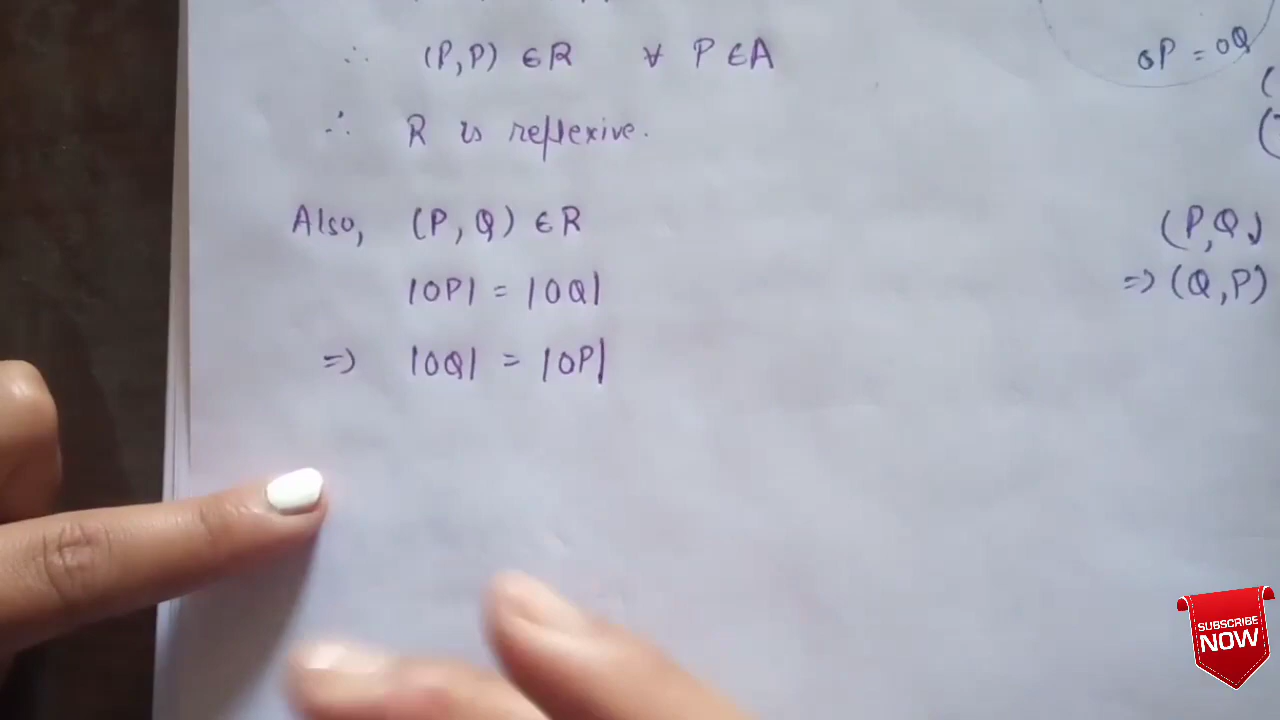 ∴ (P,P) ∈ R ∀ P ∈ A
∴ R is reflexive.
Also, (P, Q) ∈ R
|OP| = |OQ|
=> |OQ| = |OP|
OP = OQ
(
(
(P,Q)
=> (Q,P)
SUBSCRIBE
NOW